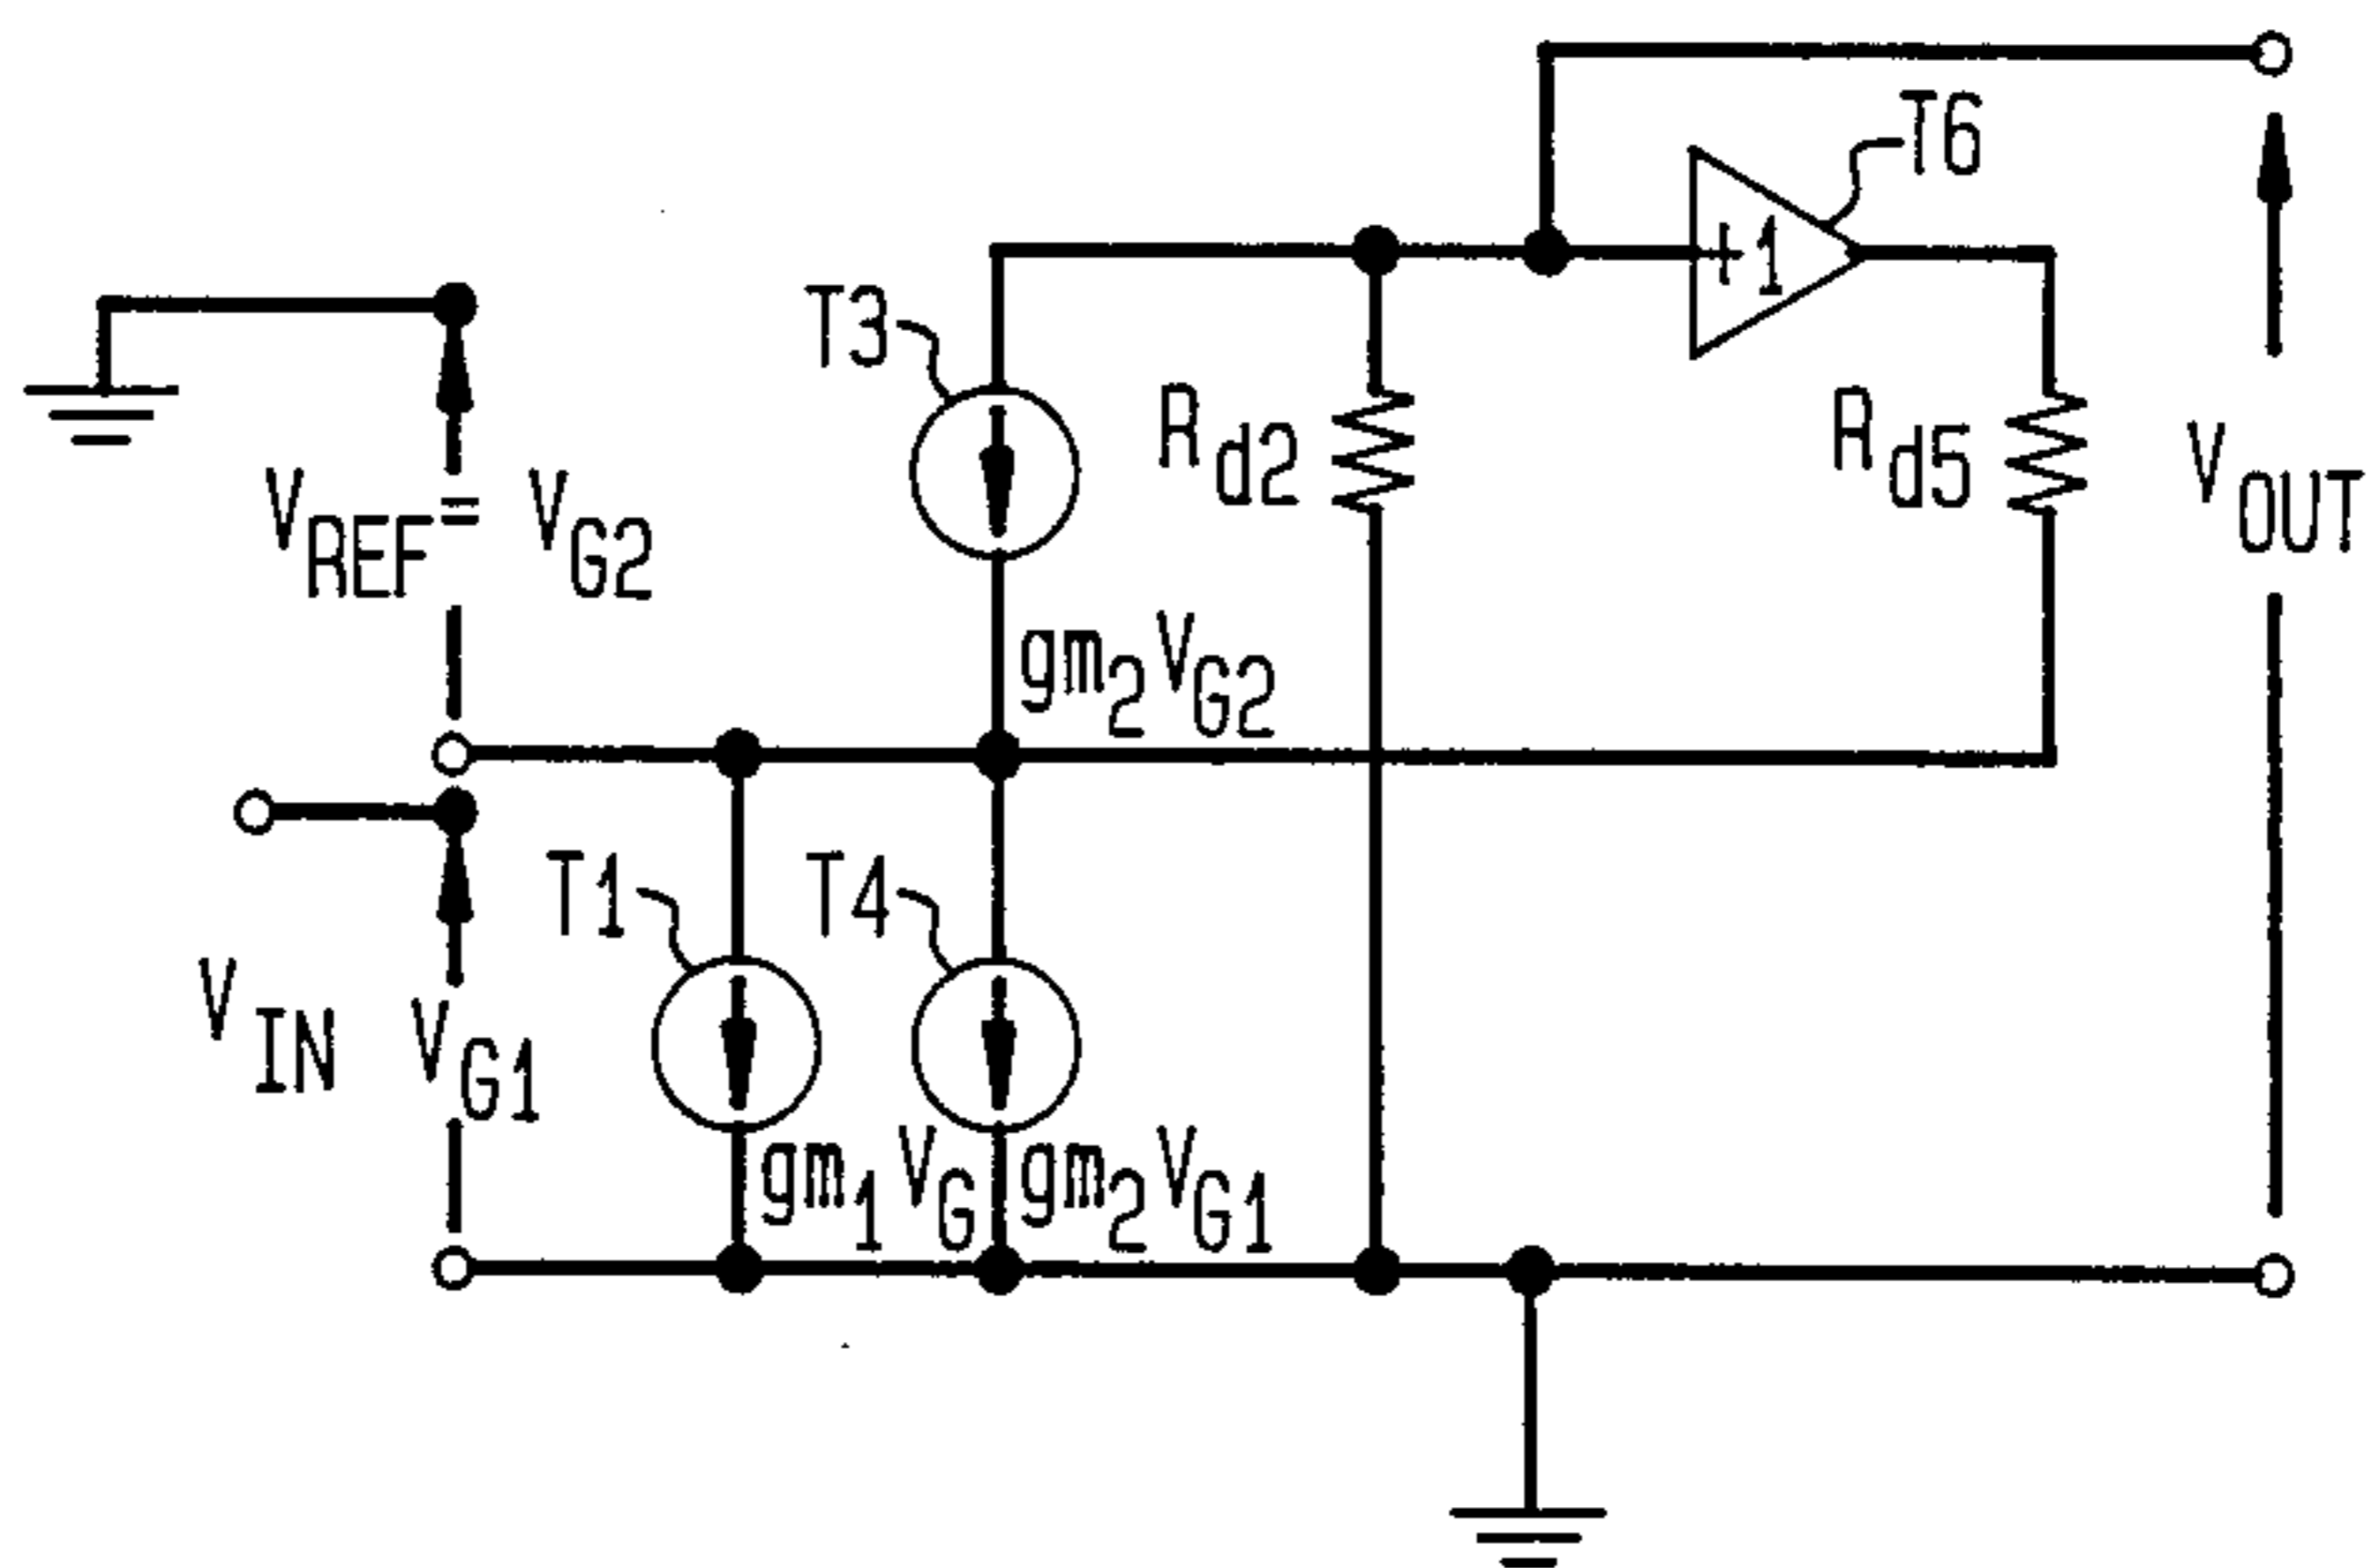 T6
+1
T3
Rd2
Rd5
VREF = VG2
VOUT
gm2VG2
T1
T4
VIN
VG1
gm1VG
gm2VG1